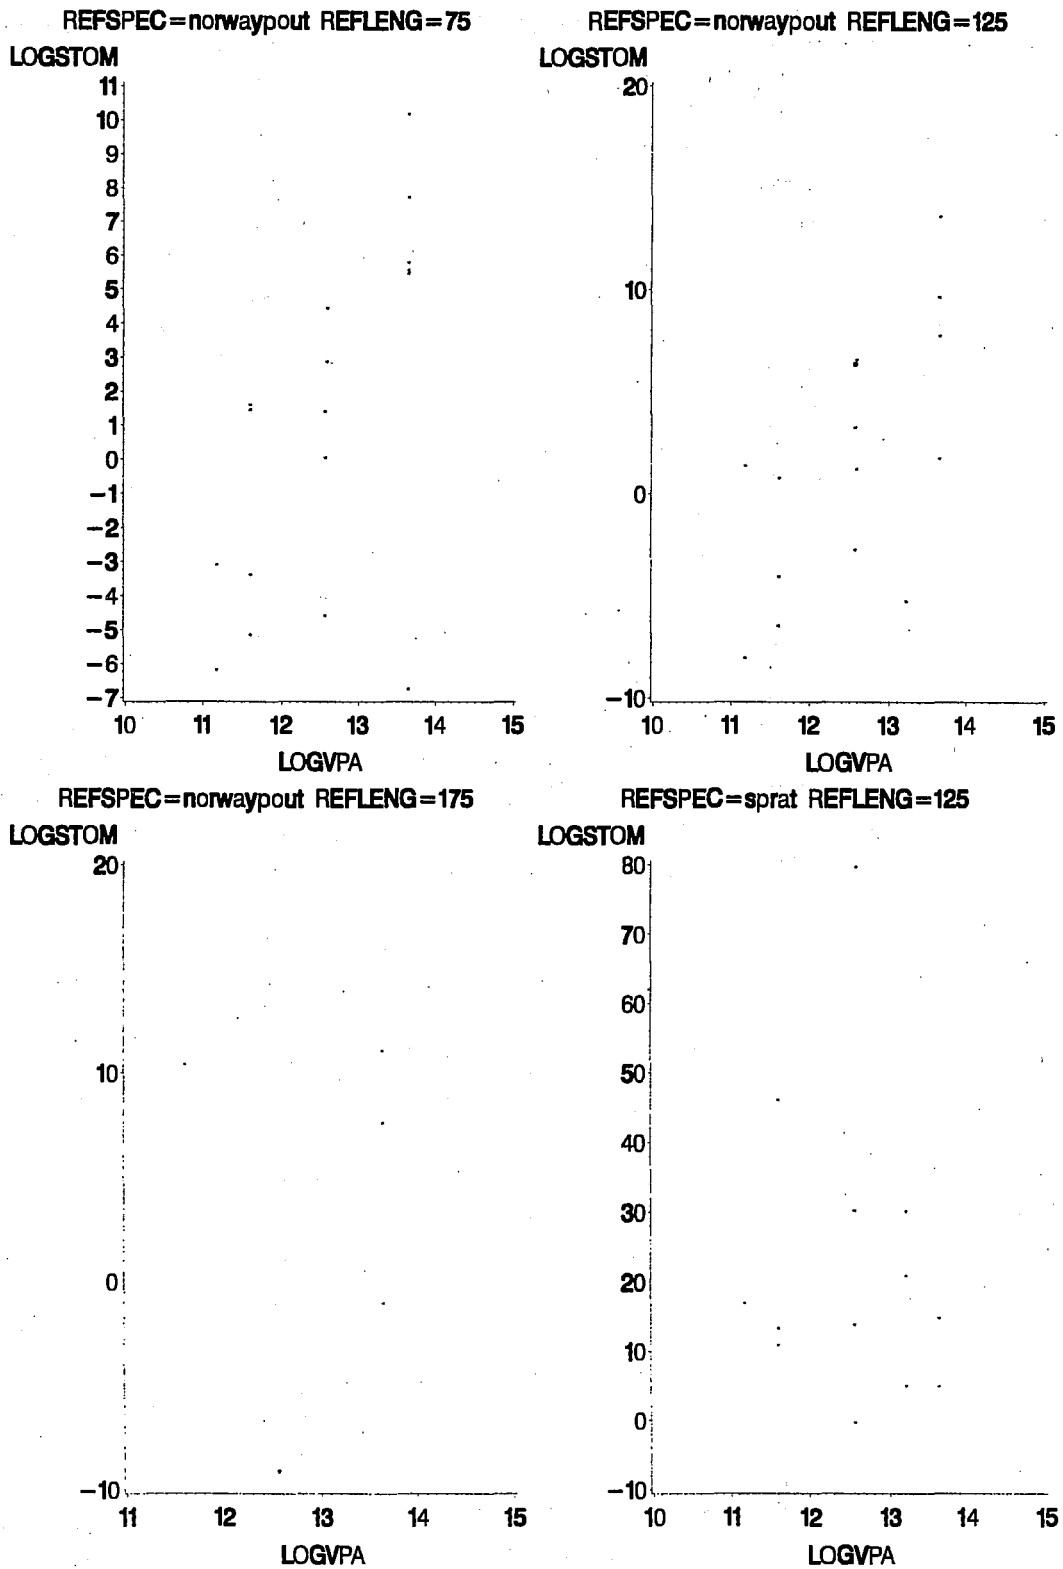 REFSPEC=norwaypout REFLENG=75
LOGSTOM
11
10
9
8
7
6
5
4
3
2
1
0
−1
−2
−3
−4
−5
−6
−7
10 11 12 13 14 15
LOGVPA
REFSPEC=norwaypout REFLENG=125
LOGSTOM
20
10
0
−10
10 11 12 13 14 15
LOGVPA
REFSPEC=norwaypout REFLENG=175
LOGSTOM
20
10
0
−10
11 12 13 14 15
LOGVPA
REFSPEC=sprat REFLENG=125
LOGSTOM
80
70
60
50
40
30
20
10
0
−10
10 11 12 13 14 15
LOGVPA